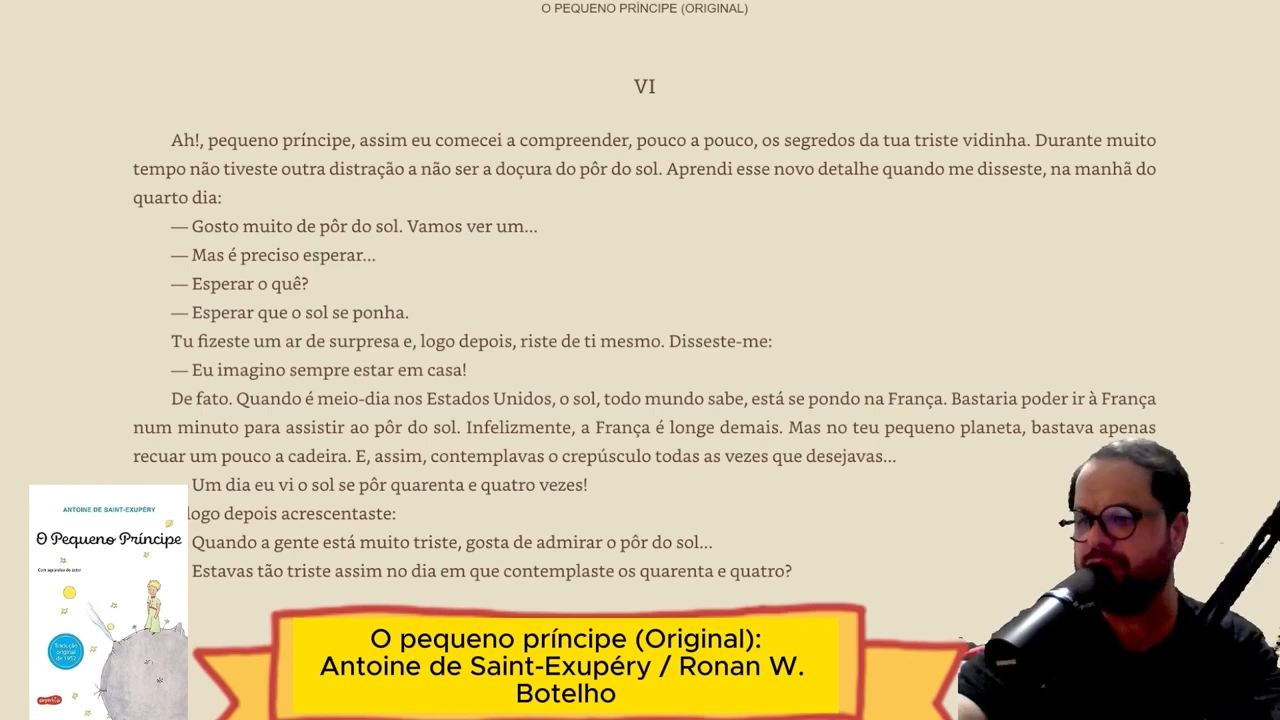 O PEQUENO PRÍNCIPE (ORIGINAL)
VI
Ah!, pequeno príncipe, assim eu comecei a compreender, pouco a pouco, os segredos da tua triste vidinha. Durante muito
tempo não tiveste outra distração a não ser a doçura do pôr do sol. Aprendi esse novo detalhe quando me disseste, na manhã do
quarto dia:
— Gosto muito de pôr do sol. Vamos ver um...
— Mas é preciso esperar...
— Esperar o quê?
— Esperar que o sol se ponha.
Tu fizeste um ar de surpresa e, logo depois, riste de ti mesmo. Disseste-me:
— Eu imagino sempre estar em casa!
De fato. Quando é meio-dia nos Estados Unidos, o sol, todo mundo sabe, está se pondo na França. Bastaria poder ir à França
num minuto para assistir ao pôr do sol. Infelizmente, a França é longe demais. Mas no teu pequeno planeta, bastava apenas
recuar um pouco a cadeira. E, assim, contemplavas o crepúsculo todas as vezes que desejavas...
Um dia eu vi o sol se pôr quarenta e quatro vezes!
logo depois acrescentaste:
Quando a gente está muito triste, gosta de admirar o pôr do sol...
Estavas tão triste assim no dia em que contemplaste os quarenta e quatro?
ANTOINE DE SAINT-EXUPÉRY
O Pequeno Príncipe
Com aquarelas do autor
Tradução
original
de 1952
O pequeno príncipe (Original):
Antoine de Saint-Exupéry / Ronan W.
Botelho